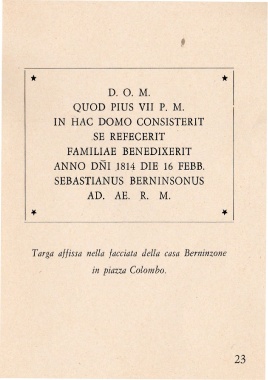 D. O. M.
QUOD PIUS VII P. M.
IN HAC DOMO CONSISTERIT
SE REFECERIT
FAMILIAE BENEDIXERIT
ANNO DÑI 1814 DIE 16 FEBB.
SEBASTIANUS BERNINSONUS
AD. AE. R. M.
Targa affissa nella facciata della casa Berninzone
in piazza Colombo.
23